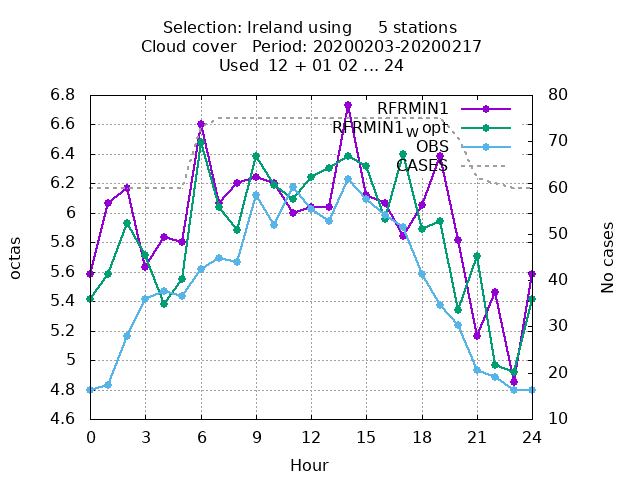 Selection: Ireland using 5 stations
Cloud cover Period: 20200203-20200217
Used 12 + 01 02 ... 24
6.8
6.6
6.4
6.2
6
5.8
5.6
5.4
5.2
5
4.8
4.6
80
70
60
50
40
30
20
10
octas
No cases
RFRMIN1
RFRMIN1w opt
OBS
CASES
0 3 6 9 12 15 18 21 24
Hour